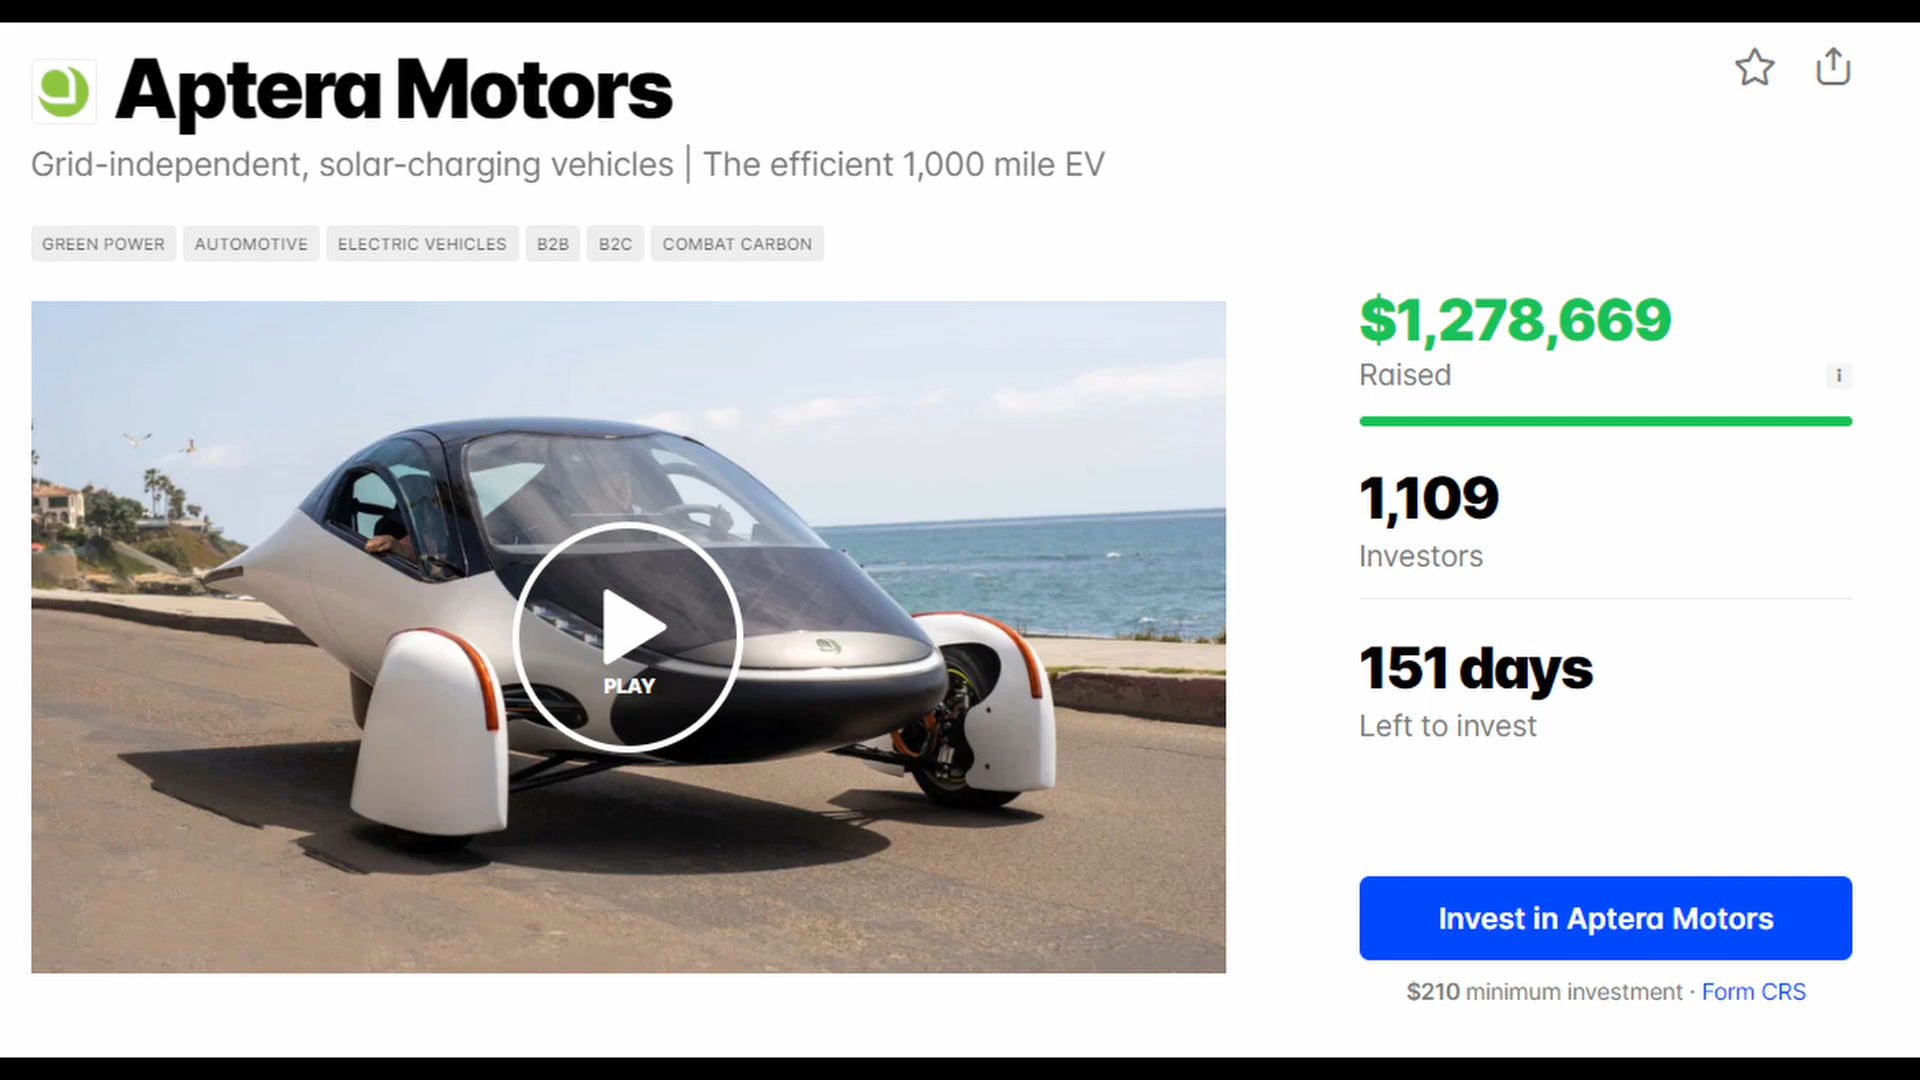 Aptera Motors
Grid-independent, solar-charging vehicles | The efficient 1,000 mile EV
GREEN POWER
AUTOMOTIVE
ELECTRIC VEHICLES
B2B
B2C
COMBAT CARBON
PLAY
$1,278,669
Raised
i
1,109
Investors
151 days
Left to invest
Invest in Aptera Motors
$210 minimum investment · Form CRS